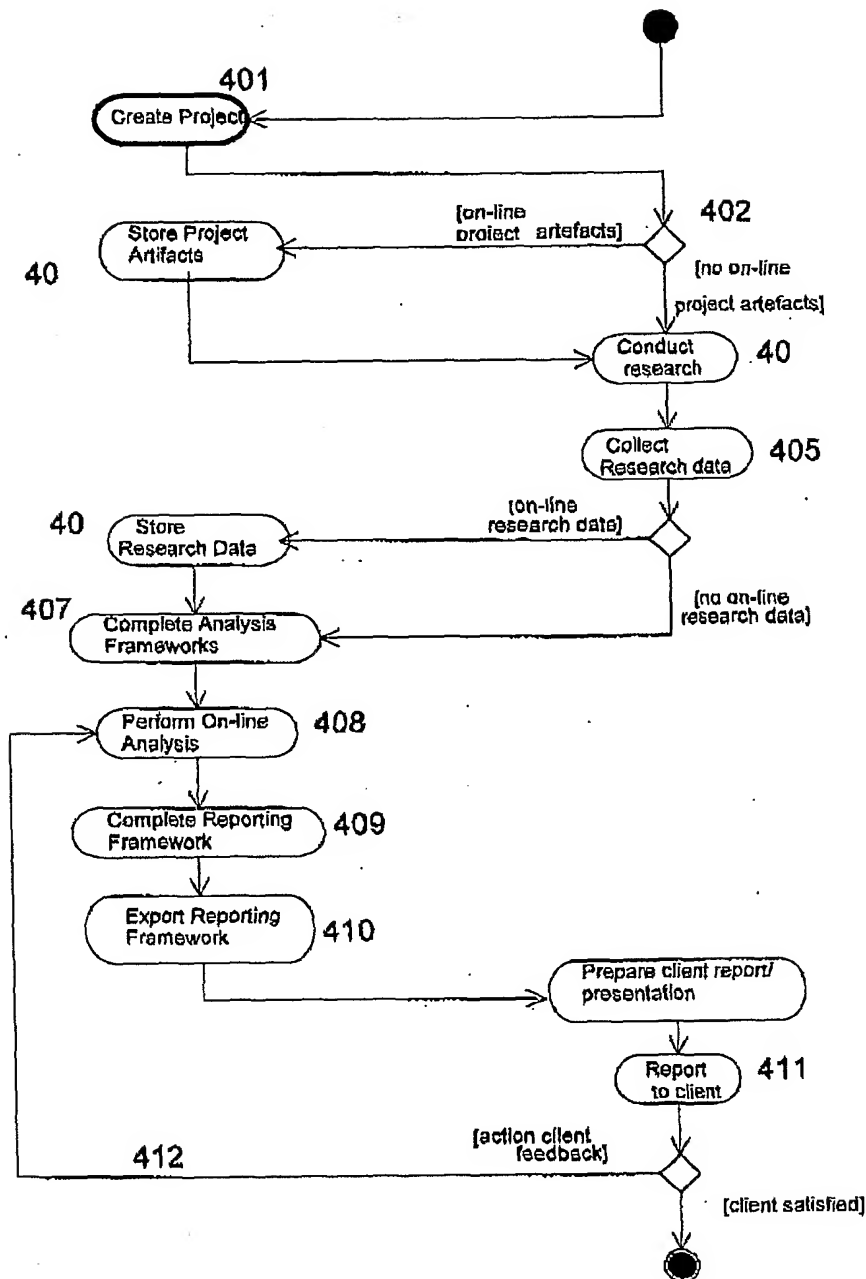 401
Create Project
402
[on-line
project artefacts]
Store Project
Artifacts
40
[no on-line
project artefacts]
Conduct
research
40
Collect
Research data
405
[on-line
research data]
40
Store
Research Data
[no on-line
research data]
407
Complete Analysis
Frameworks
Perform On-line
Analysis
408
Complete Reporting
Framework
409
Export Reporting
Framework
410
Prepare client report/
presentation
Report
to client
411
[action client
feedback]
412
[client satisfied]